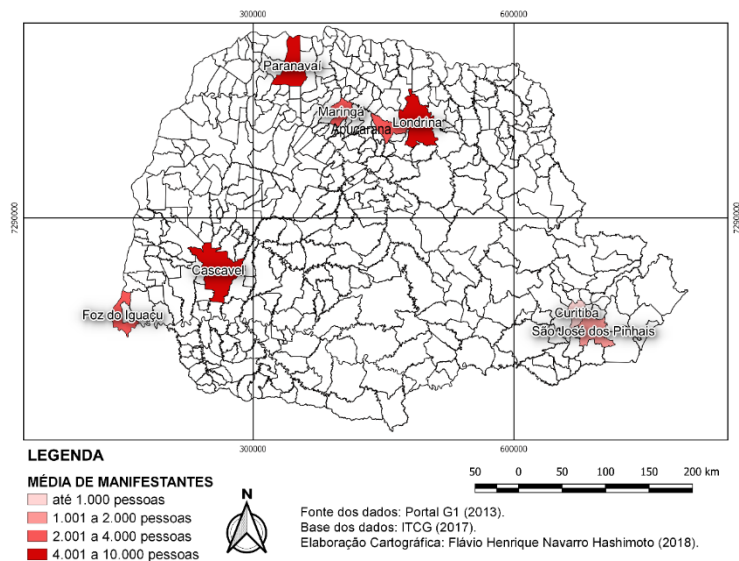 300000
600000
Paranavaí
Maringá
Apucarana
Londrina
7290000
7290000
Cascavel
Foz do Iguaçu
Curitiba
São José dos Pinhais
300000
600000
LEGENDA
MÉDIA DE MANIFESTANTES
até 1.000 pessoas
1.001 a 2.000 pessoas
2.001 a 4.000 pessoas
4.001 a 10.000 pessoas
N
50 0 50 100 150 200 km
Fonte dos dados: Portal G1 (2013).
Base dos dados: ITCG (2017).
Elaboração Cartográfica: Flávio Henrique Navarro Hashimoto (2018).